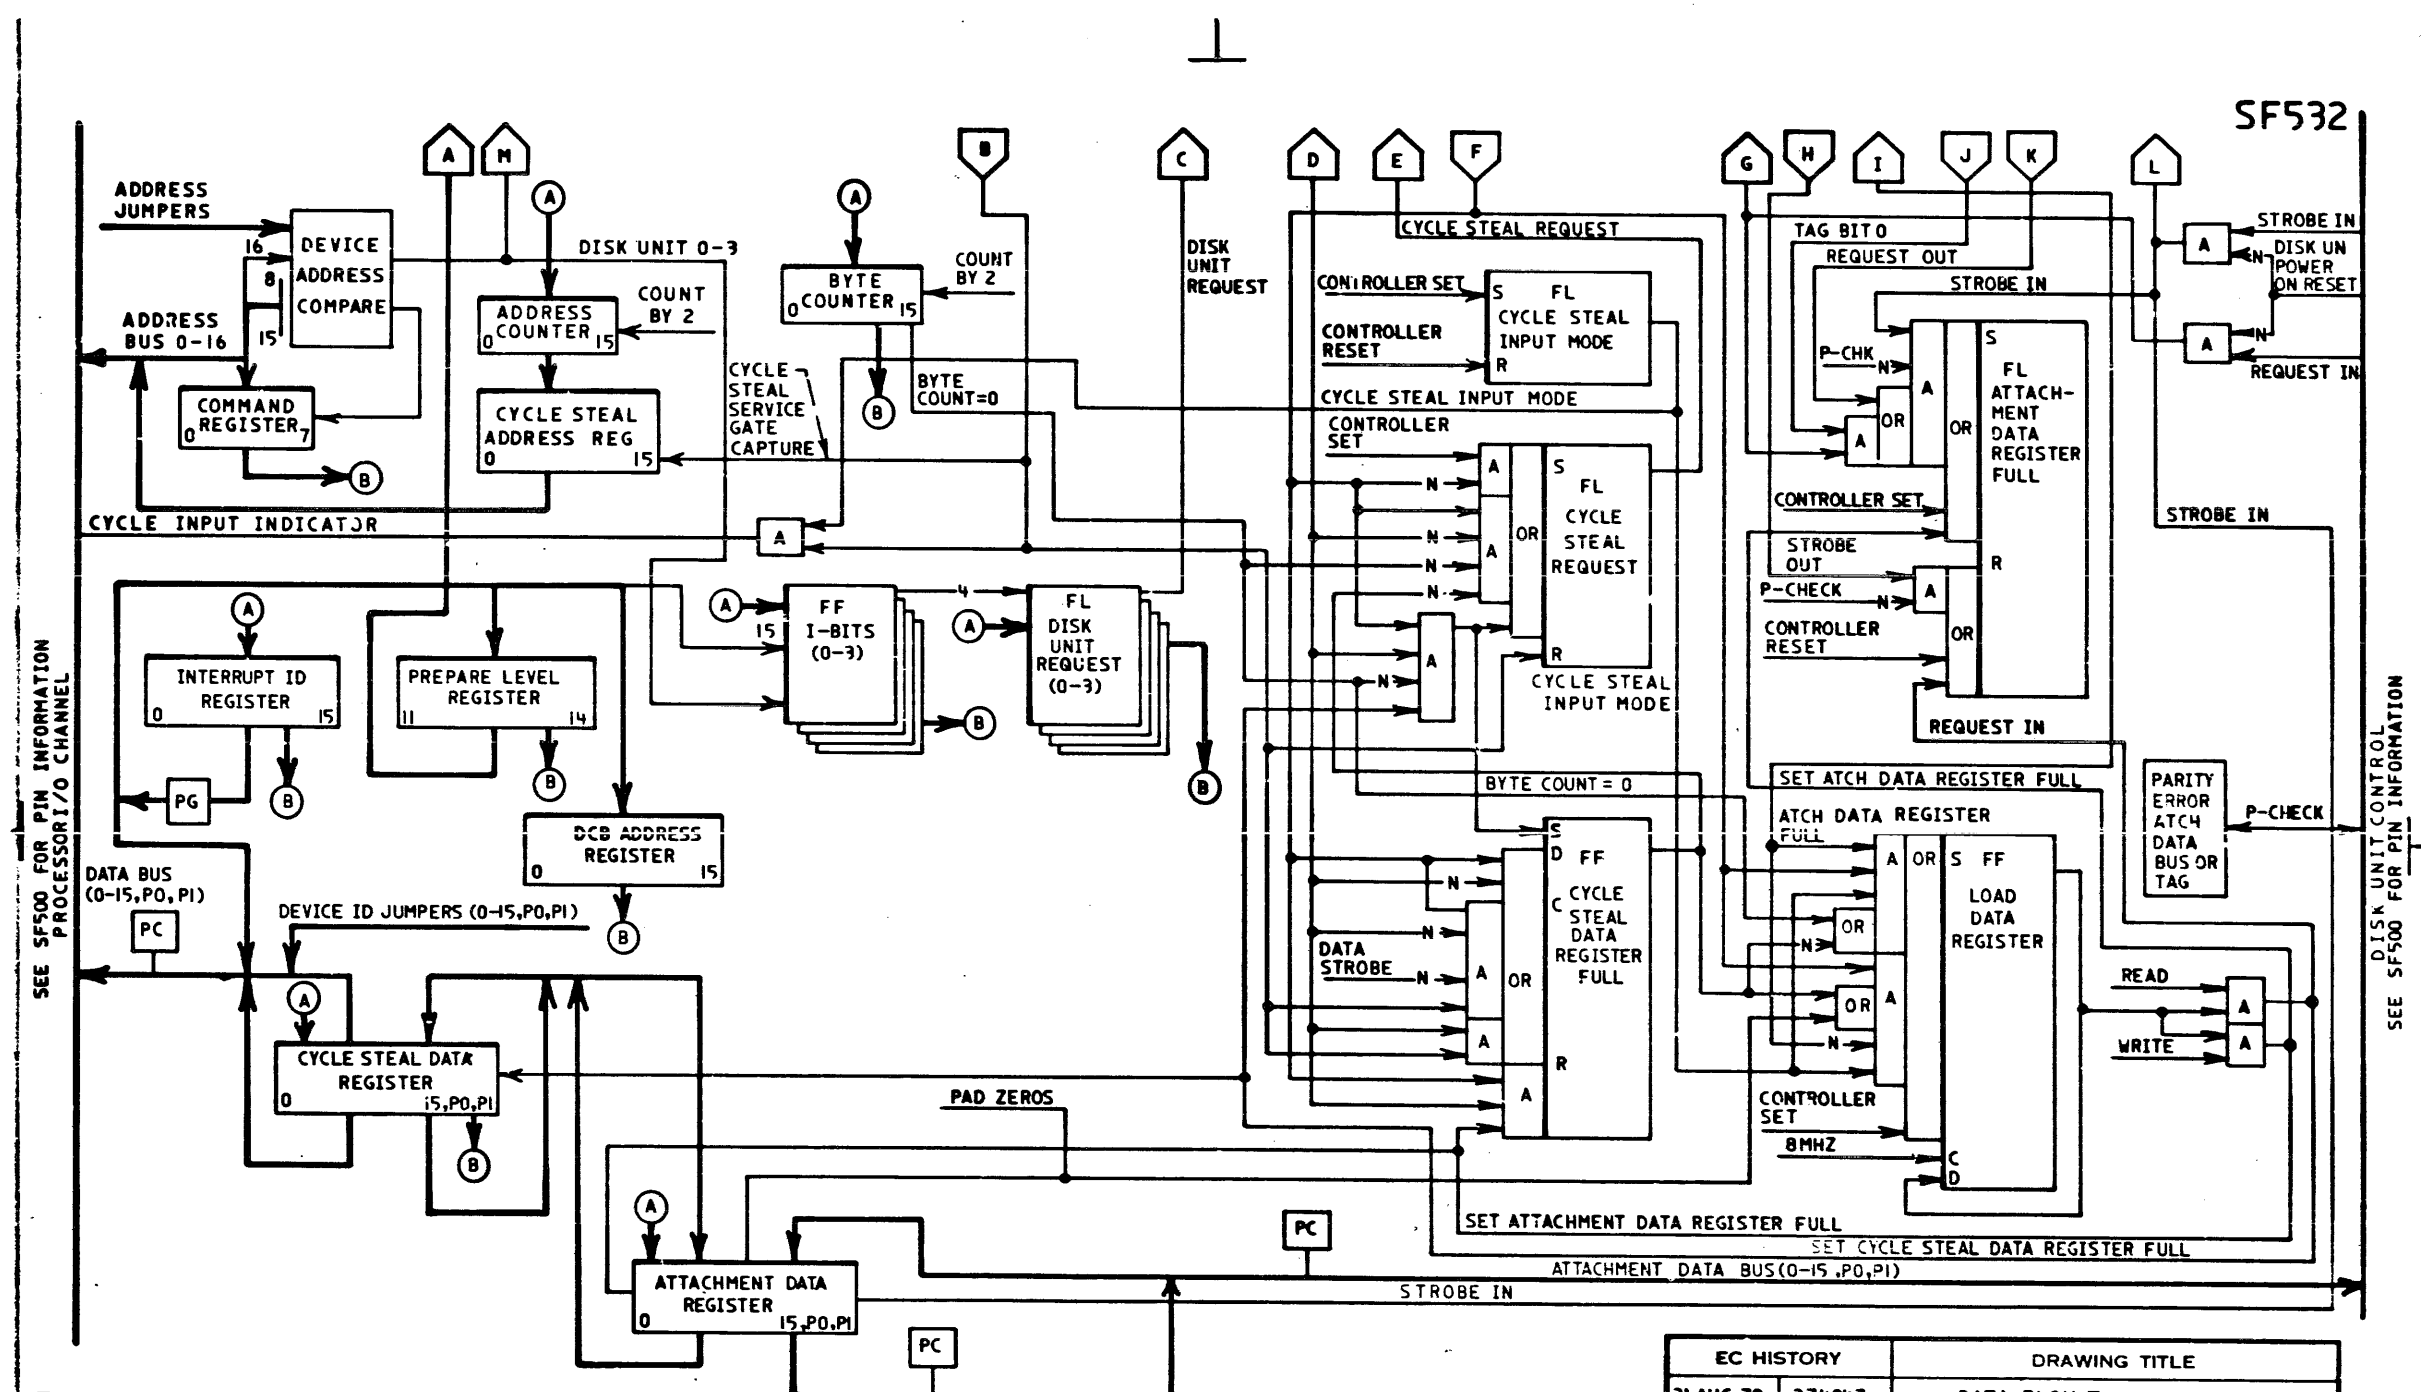 SF532
A
M
B
C
D
E
F
G
H
I
J
K
L
ADDRESS
JUMPERS
DEVICE
ADDRESS
COMPARE
16
8
15
ADDRESS
BUS 0-16
COMMAND
REGISTER
0
7
B
A
ADDRESS
COUNTER
0
15
COUNT
BY 2
DISK UNIT 0-3
CYCLE STEAL
ADDRESS REG
0
15
CYCLE
STEAL
SERVICE
GATE
CAPTURE
A
BYTE
COUNTER
0
15
COUNT
BY 2
B
BYTE
COUNT=0
DISK
UNIT
REQUEST
CYCLE INPUT INDICATOR
A
A
INTERRUPT ID
REGISTER
0
15
PG
B
PREPARE LEVEL
REGISTER
11
14
B
A
15
FF
I-BITS
(0-3)
B
4
A
FL
DISK
UNIT
REQUEST
(0-3)
B
DCB ADDRESS
REGISTER
0
15
B
DATA BUS
(0-15,P0,P1)
PC
DEVICE ID JUMPERS (0-15,P0,P1)
A
CYCLE STEAL DATA
REGISTER
0
15,P0,P1
B
PAD ZEROS
A
ATTACHMENT DATA
REGISTER
0
15,P0,P1
PC
PC
SEE SF500 FOR PIN INFORMATION
PROCESSOR I/O CHANNEL
CYCLE STEAL REQUEST
CONTROLLER SET
CONTROLLER
RESET
S
FL
CYCLE STEAL
INPUT MODE
R
CYCLE STEAL INPUT MODE
CONTROLLER
SET
A
N
N
N
N
A
OR
S
FL
CYCLE
STEAL
REQUEST
R
N
A
CYCLE STEAL
INPUT MODE
BYTE COUNT = 0
S
D
FF
C
CYCLE
STEAL
DATA
REGISTER
FULL
R
N
N
DATA
STROBE
N
A
OR
A
A
TAG BIT 0
REQUEST OUT
STROBE IN
P-CHK
N
A
OR
A
OR
S
FL
ATTACH-
MENT
DATA
REGISTER
FULL
R
CONTROLLER SET
STROBE
OUT
P-CHECK
N
A
OR
CONTROLLER
RESET
REQUEST IN
A
N
STROBE IN
DISK UN
POWER
ON RESET
N
A
REQUEST IN
STROBE IN
SET ATCH DATA REGISTER FULL
ATCH DATA REGISTER
FULL
A
OR
S
FF
LOAD
DATA
REGISTER
OR
N
OR
A
N
CONTROLLER
SET
8MHZ
C
D
PARITY
ERROR
ATCH
DATA
BUS OR
TAG
P-CHECK
READ
A
WRITE
A
SET ATTACHMENT DATA REGISTER FULL
SET CYCLE STEAL DATA REGISTER FULL
ATTACHMENT DATA BUS(0-15,P0,P1)
STROBE IN
DISK UNIT CONTROL
SEE SF500 FOR PIN INFORMATION
EC HISTORY
DRAWING TITLE